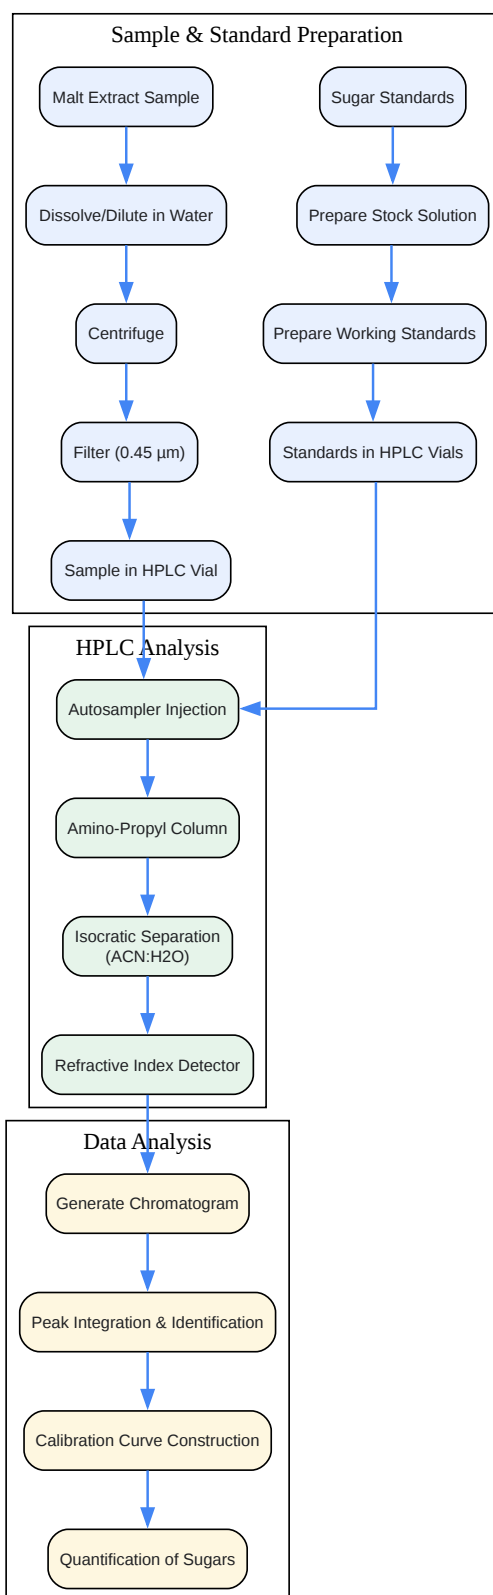 Sample & Standard Preparation
Malt Extract Sample
Sugar Standards
Dissolve/Dilute in Water
Prepare Stock Solution
Centrifuge
Prepare Working Standards
Filter (0.45 µm)
Standards in HPLC Vials
Sample in HPLC Vial
HPLC Analysis
Autosampler Injection
Amino-Propyl Column
Isocratic Separation
(ACN:H2O)
Refractive Index Detector
Data Analysis
Generate Chromatogram
Peak Integration & Identification
Calibration Curve Construction
Quantification of Sugars